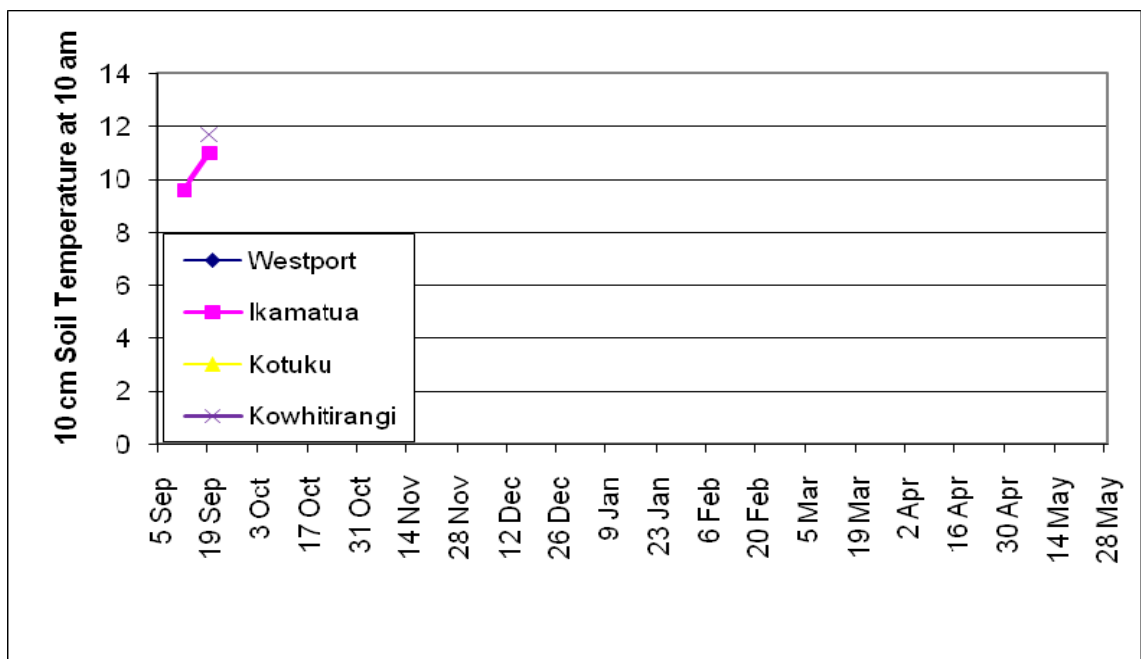 10 cm Soil Temperature at 10 am
14
12
10
8
6
4
2
0
Westport
Ikamatua
Kotuku
Kowhitirangi
5 Sep
19 Sep
3 Oct
17 Oct
31 Oct
14 Nov
28 Nov
12 Dec
26 Dec
9 Jan
23 Jan
6 Feb
20 Feb
5 Mar
19 Mar
2 Apr
16 Apr
30 Apr
14 May
28 May